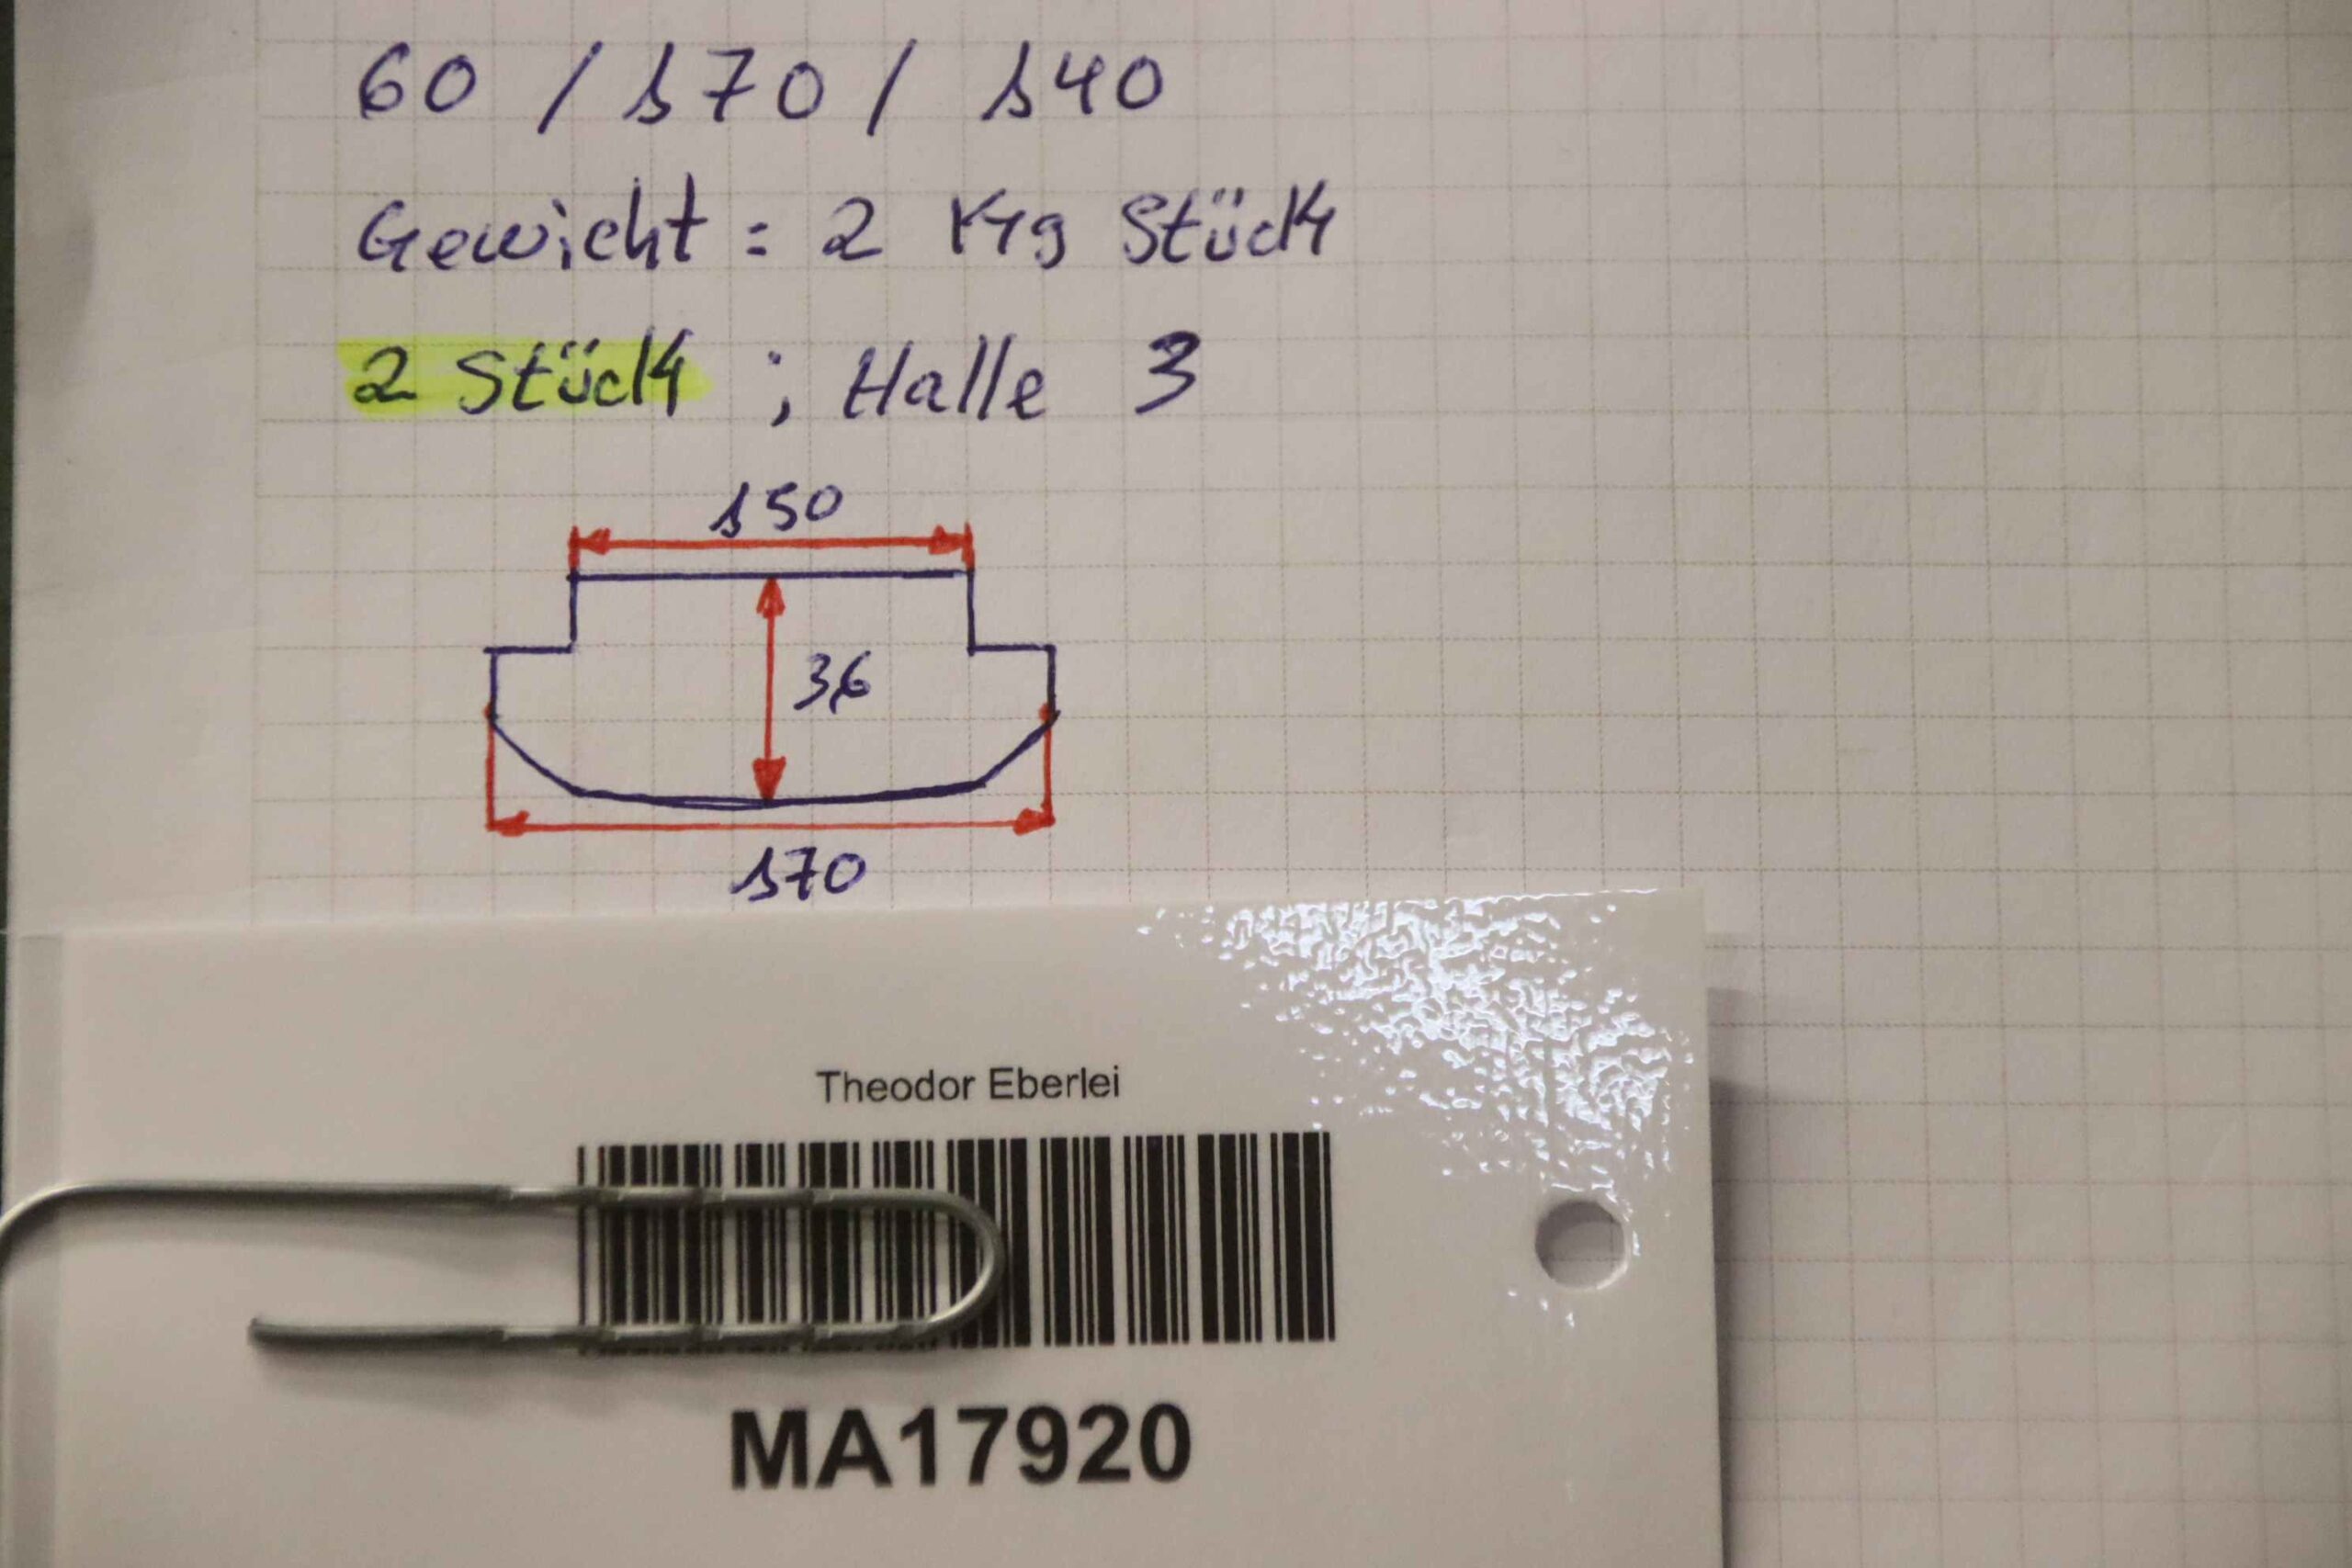 60 / 170 / 140
Gewicht = 2 Kg Stück
2 Stück ; Halle 3
150
36
170
Theodor Eberlei
MA17920